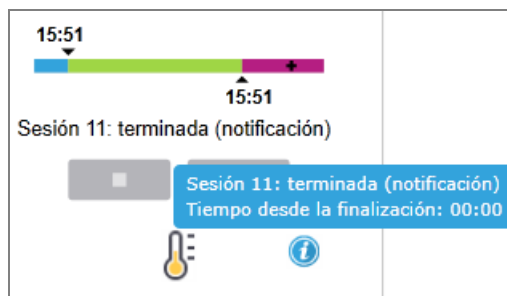 15:51
15:51
Sesión 11: terminada (notificación)
Sesión 11: terminada (notificación)
Tiempo desde la finalización: 00:00